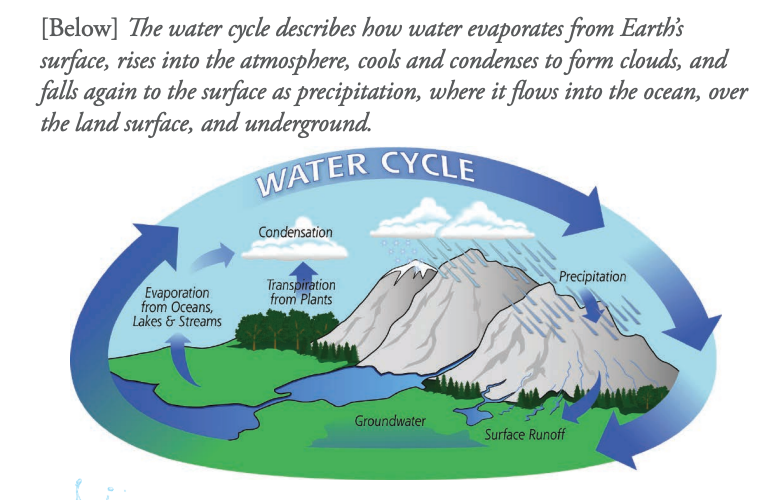 [Below] The water cycle describes how water evaporates from Earth's
surface, rises into the atmosphere, cools and condenses to form clouds, and
falls again to the surface as precipitation, where it flows into the ocean, over
the land surface, and underground.
WATER CYCLE
Condensation
Precipitation
Transpiration
from Plants
Evaporation
from Oceans,
Lakes & Streams
Groundwater
Surface Runoff